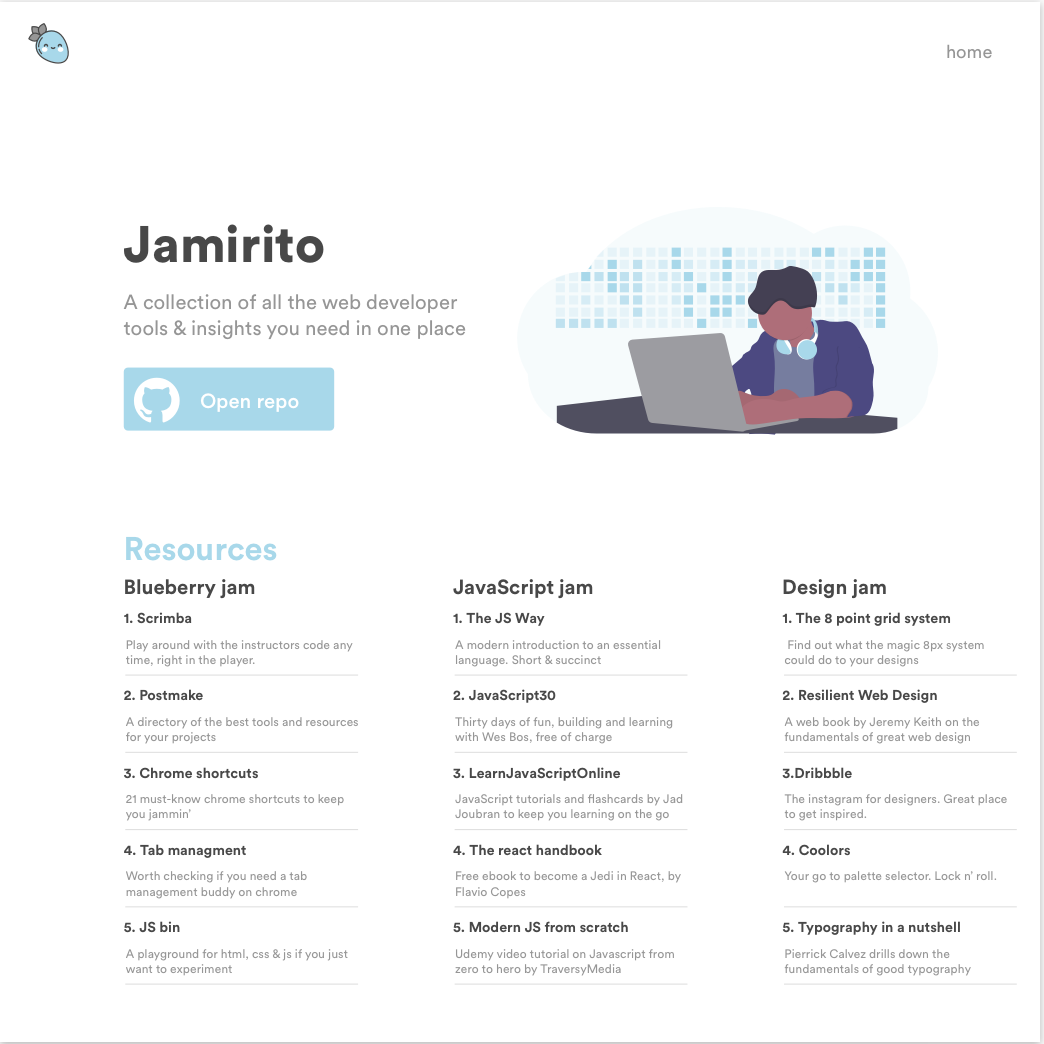 home
Jamirito
A collection of all the web developer
tools & insights you need in one place
Open repo
Resources
Blueberry jam
1. Scrimba
Play around with the instructors code any
time, right in the player.
2. Postmake
A directory of the best tools and resources
for your projects
3. Chrome shortcuts
21 must-know chrome shortcuts to keep
you jammin’
4. Tab managment
Worth checking if you need a tab
management buddy on chrome
5. JS bin
A playground for html, css & js if you just
want to experiment
JavaScript jam
1. The JS Way
A modern introduction to an essential
language. Short & succinct
2. JavaScript30
Thirty days of fun, building and learning
with Wes Bos, free of charge
3. LearnJavaScriptOnline
JavaScript tutorials and flashcards by Jad
Joubran to keep you learning on the go
4. The react handbook
Free ebook to become a Jedi in React, by
Flavio Copes
5. Modern JS from scratch
Udemy video tutorial on Javascript from
zero to hero by TraversyMedia
Design jam
1. The 8 point grid system
Find out what the magic 8px system
could do to your designs
2. Resilient Web Design
A web book by Jeremy Keith on the
fundamentals of great web design
3.Dribbble
The instagram for designers. Great place
to get inspired.
4. Coolors
Your go to palette selector. Lock n’ roll.
5. Typography in a nutshell
Pierrick Calvez drills down the
fundamentals of good typography